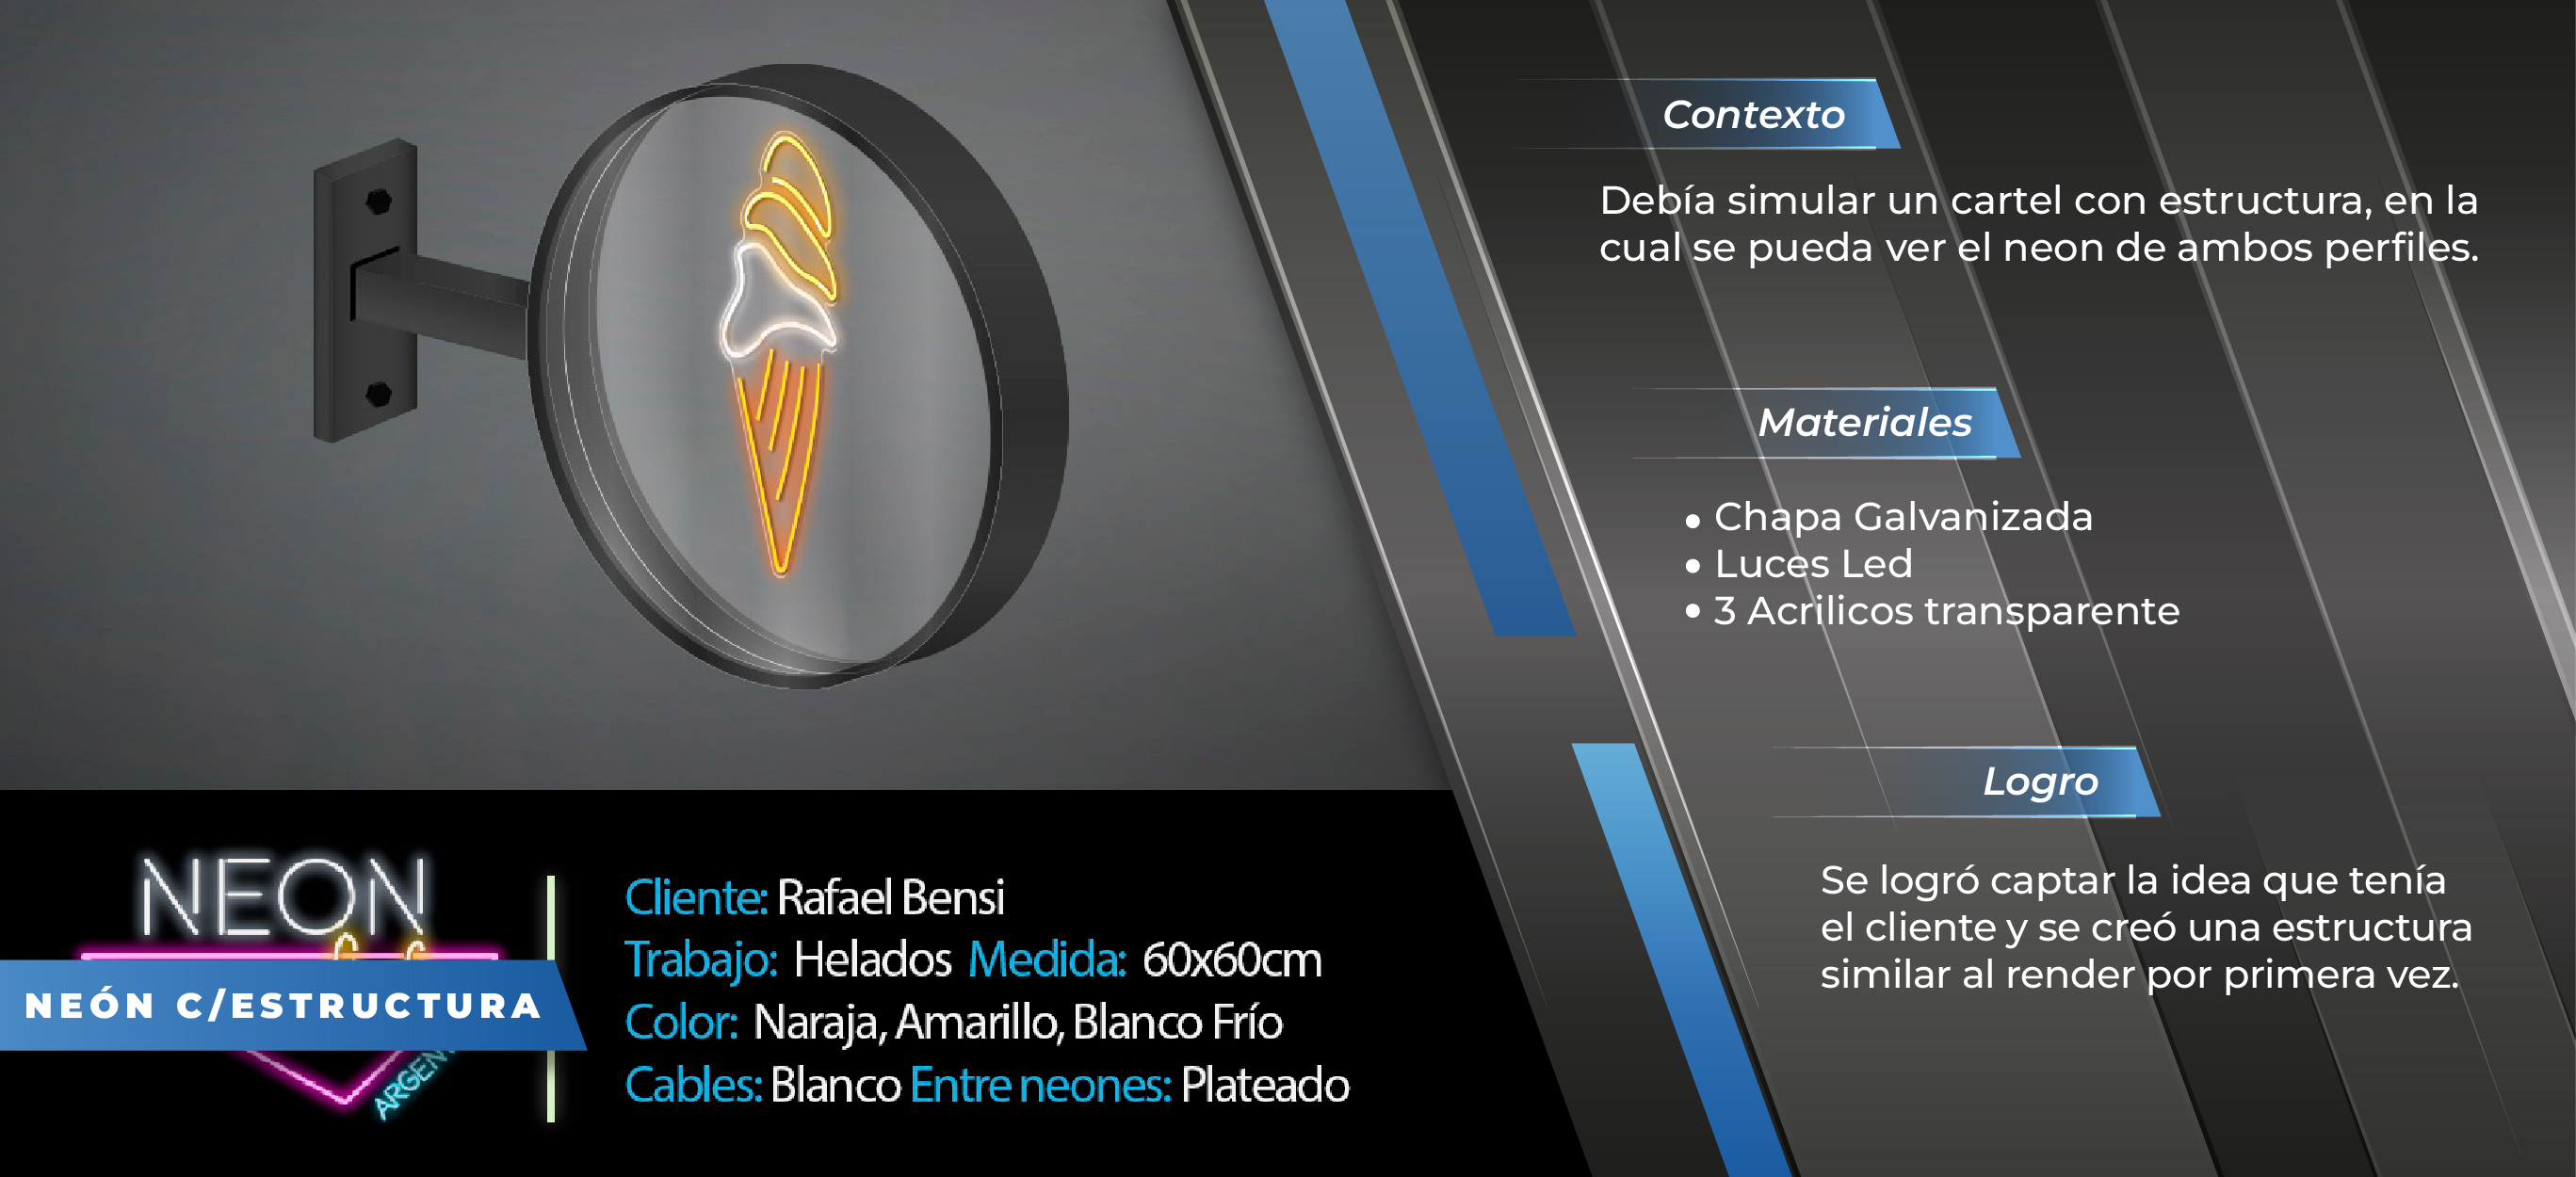 Contexto
Debía simular un cartel con estructura, en la
cual se pueda ver el neon de ambos perfiles.
Materiales
• Chapa Galvanizada
• Luces Led
• 3 Acrilicos transparente
Logro
Se logró captar la idea que tenía
el cliente y se creó una estructura
similar al render por primera vez.
NEON
NEÓN C/ESTRUCTURA
Cliente: Rafael Bensi
Trabajo: Helados Medida: 60x60cm
Color: Naraja, Amarillo, Blanco Frío
Cables: Blanco Entre neones: Plateado